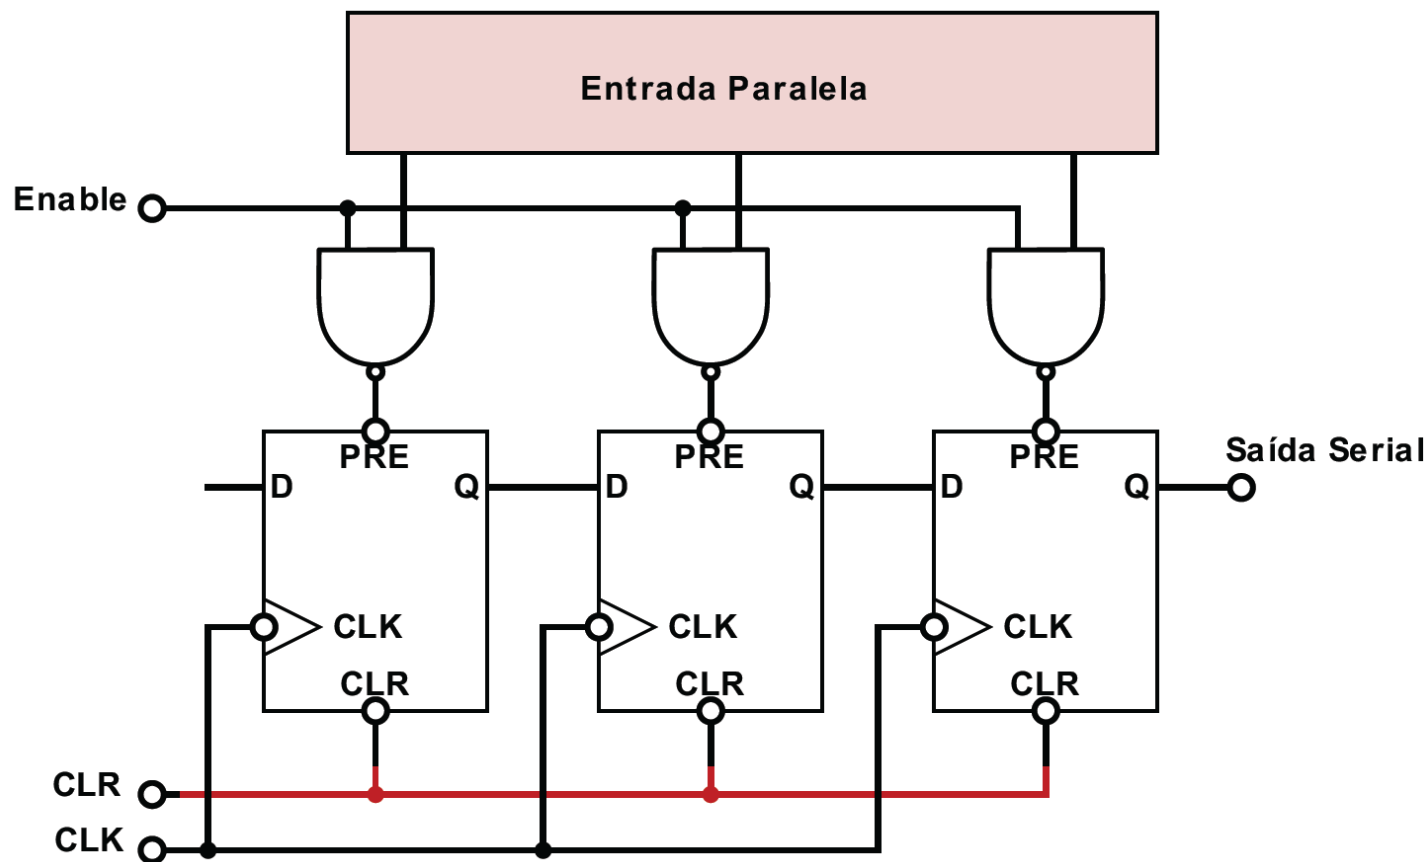 Entrada Paralela
Enable
PRE
PRE
PRE
Saída Serial
D
Q
D
Q
D
Q
CLK
CLK
CLK
CLR
CLR
CLR
CLR
CLK